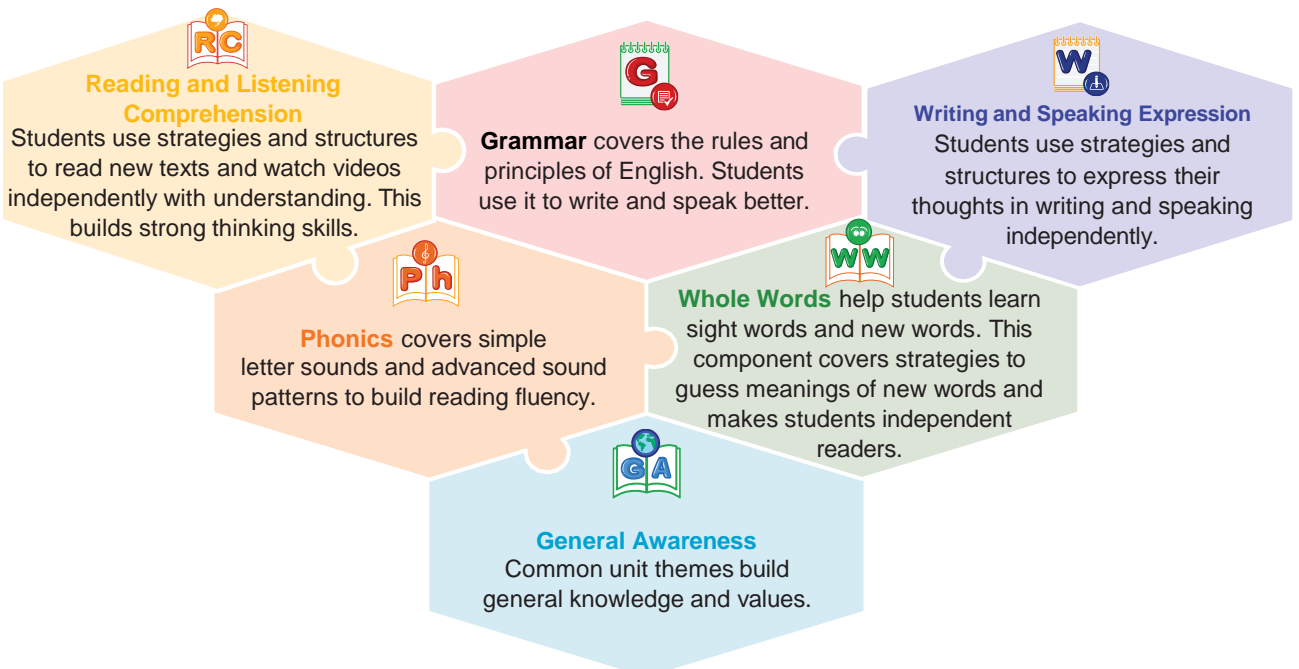 RC
Reading and Listening
Comprehension
Students use strategies and structures
to read new texts and watch videos
independently with understanding. This
builds strong thinking skills.
G
Grammar covers the rules and
principles of English. Students
use it to write and speak better.
W
Writing and Speaking Expression
Students use strategies and
structures to express their
thoughts in writing and speaking
independently.
Ph
Phonics covers simple
letter sounds and advanced sound
patterns to build reading fluency.
WW
Whole Words help students learn
sight words and new words. This
component covers strategies to
guess meanings of new words and
makes students independent
readers.
GA
General Awareness
Common unit themes build
general knowledge and values.